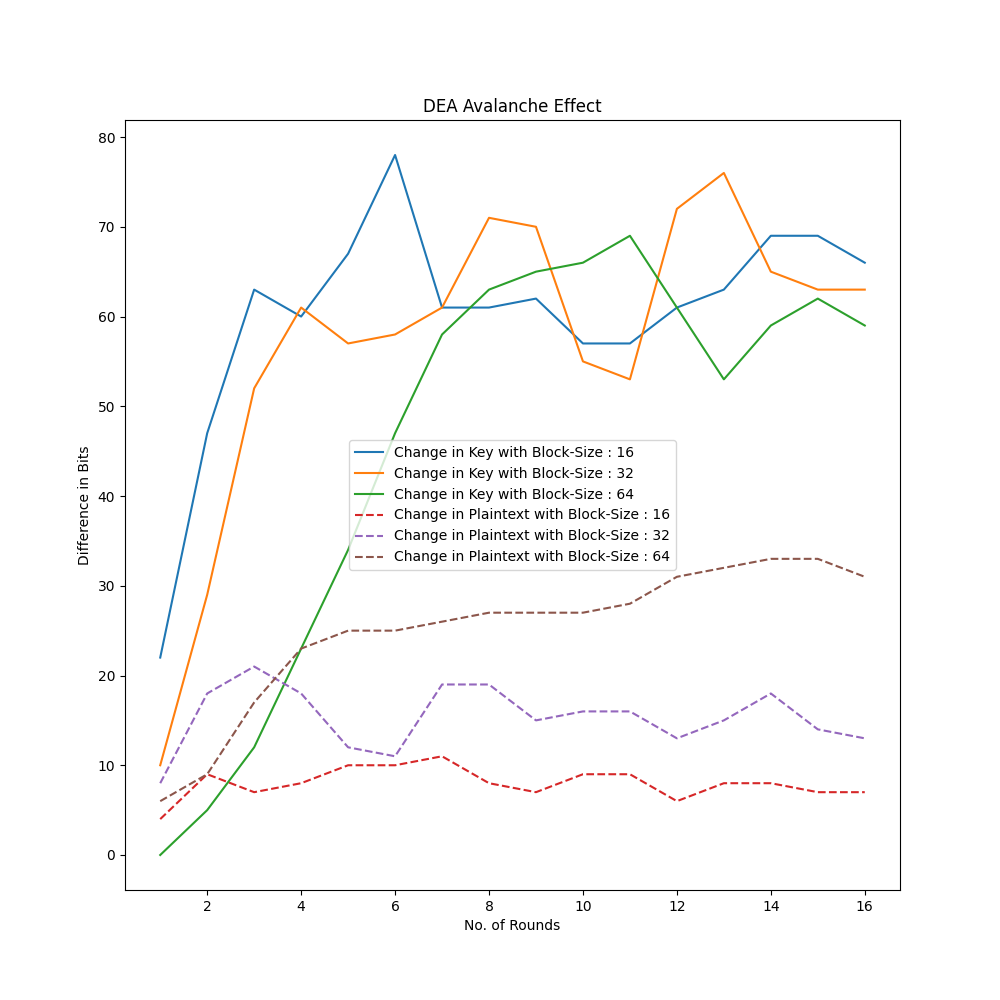 DEA Avalanche Effect
80
70
60
50
40
30
20
10
0
Difference in Bits
Change in Key with Block-Size : 16
Change in Key with Block-Size : 32
Change in Key with Block-Size : 64
Change in Plaintext with Block-Size : 16
Change in Plaintext with Block-Size : 32
Change in Plaintext with Block-Size : 64
2 4 6 8 10 12 14 16
No. of Rounds